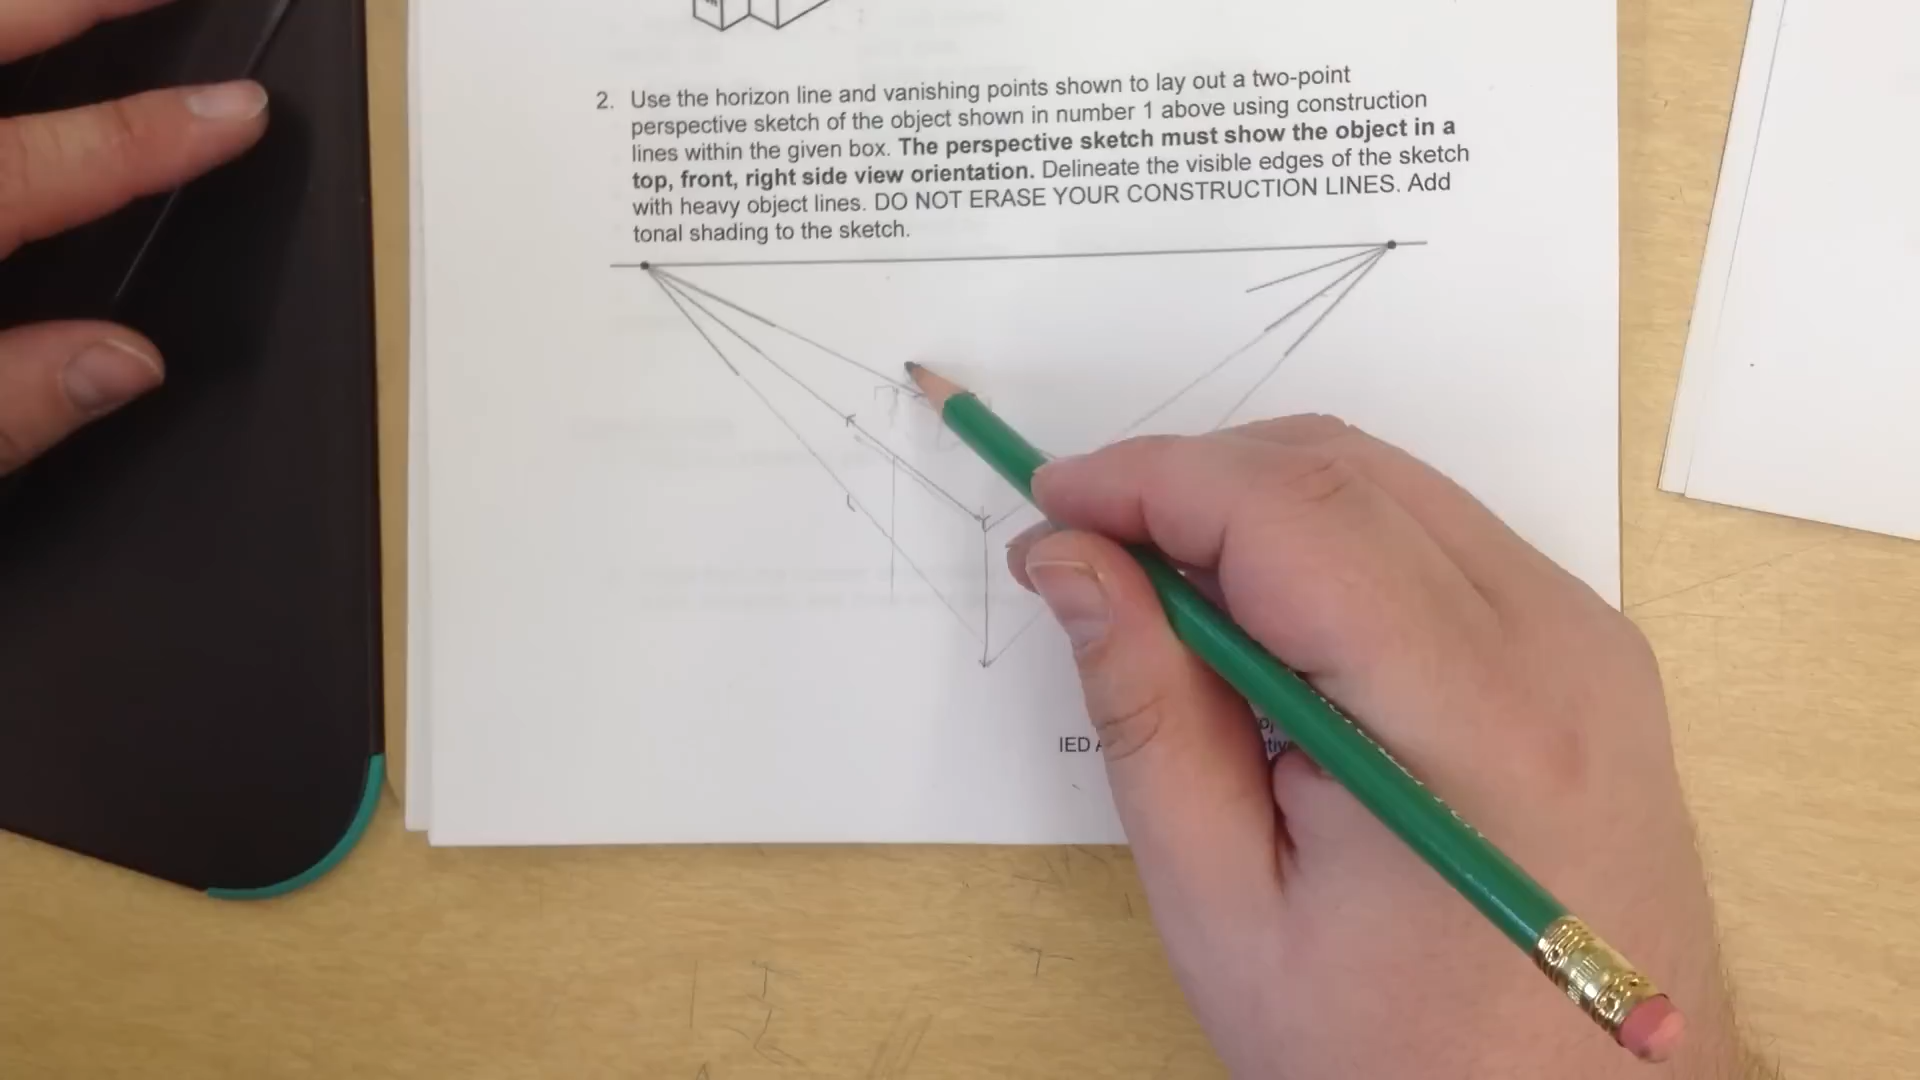 2. Use the horizon line and vanishing points shown to lay out a two-point
perspective sketch of the object shown in number 1 above using construction
lines within the given box. The perspective sketch must show the object in a
top, front, right side view orientation. Delineate the visible edges of the sketch
with heavy object lines. DO NOT ERASE YOUR CONSTRUCTION LINES. Add
tonal shading to the sketch.
IED